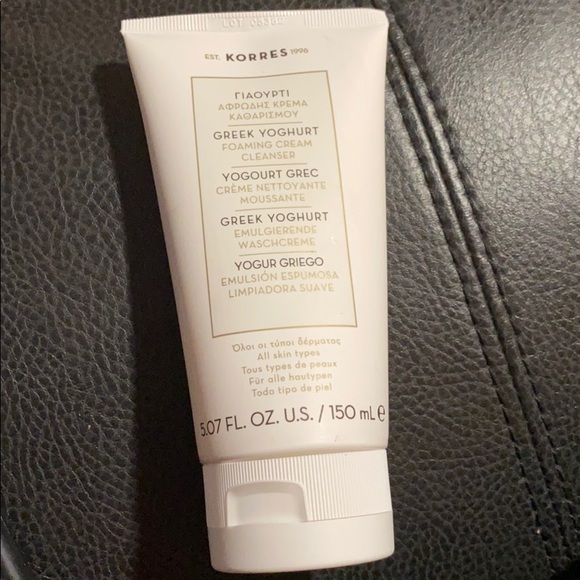 EST. KORRES 1996
ΓΙΑΟΥΡΤΙ
ΑΦΡΩΔΗΣ ΚΡΕΜΑ
ΚΑΘΑΡΙΣΜΟΥ
GREEK YOGHURT
FOAMING CREAM
CLEANSER
YOGOURT GREC
CRÈME NETTOYANTE
MOUSSANTE
GREEK YOGHURT
EMULGIERENDE
WASCHCREME
YOGUR GRIEGO
EMULSIÓN ESPUMOSA
LIMPIADORA SUAVE
Όλοι οι τύποι δέρματος
All skin types
Tous types de peaux
Für alle hautypen
Todo tipo de piel
5.07 FL. OZ. U.S. / 150 mL e